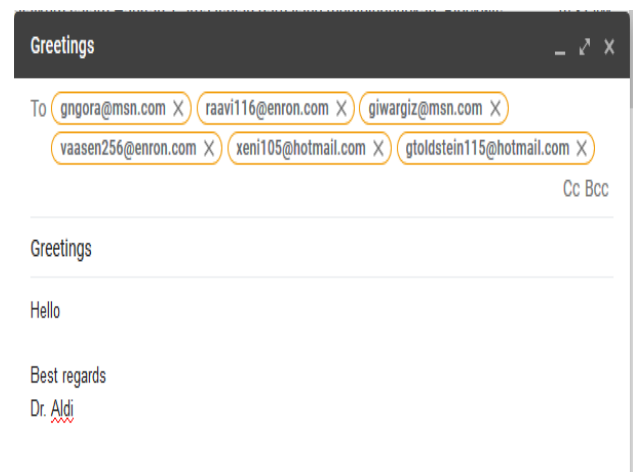 Greetings
To gngora@msn.com raavi116@enron.com giwargiz@msn.com
vaasen256@enron.com xeni105@hotmail.com gtoldstein115@hotmail.com
Cc Bcc
Greetings
Hello
Best regards
Dr. Aldi